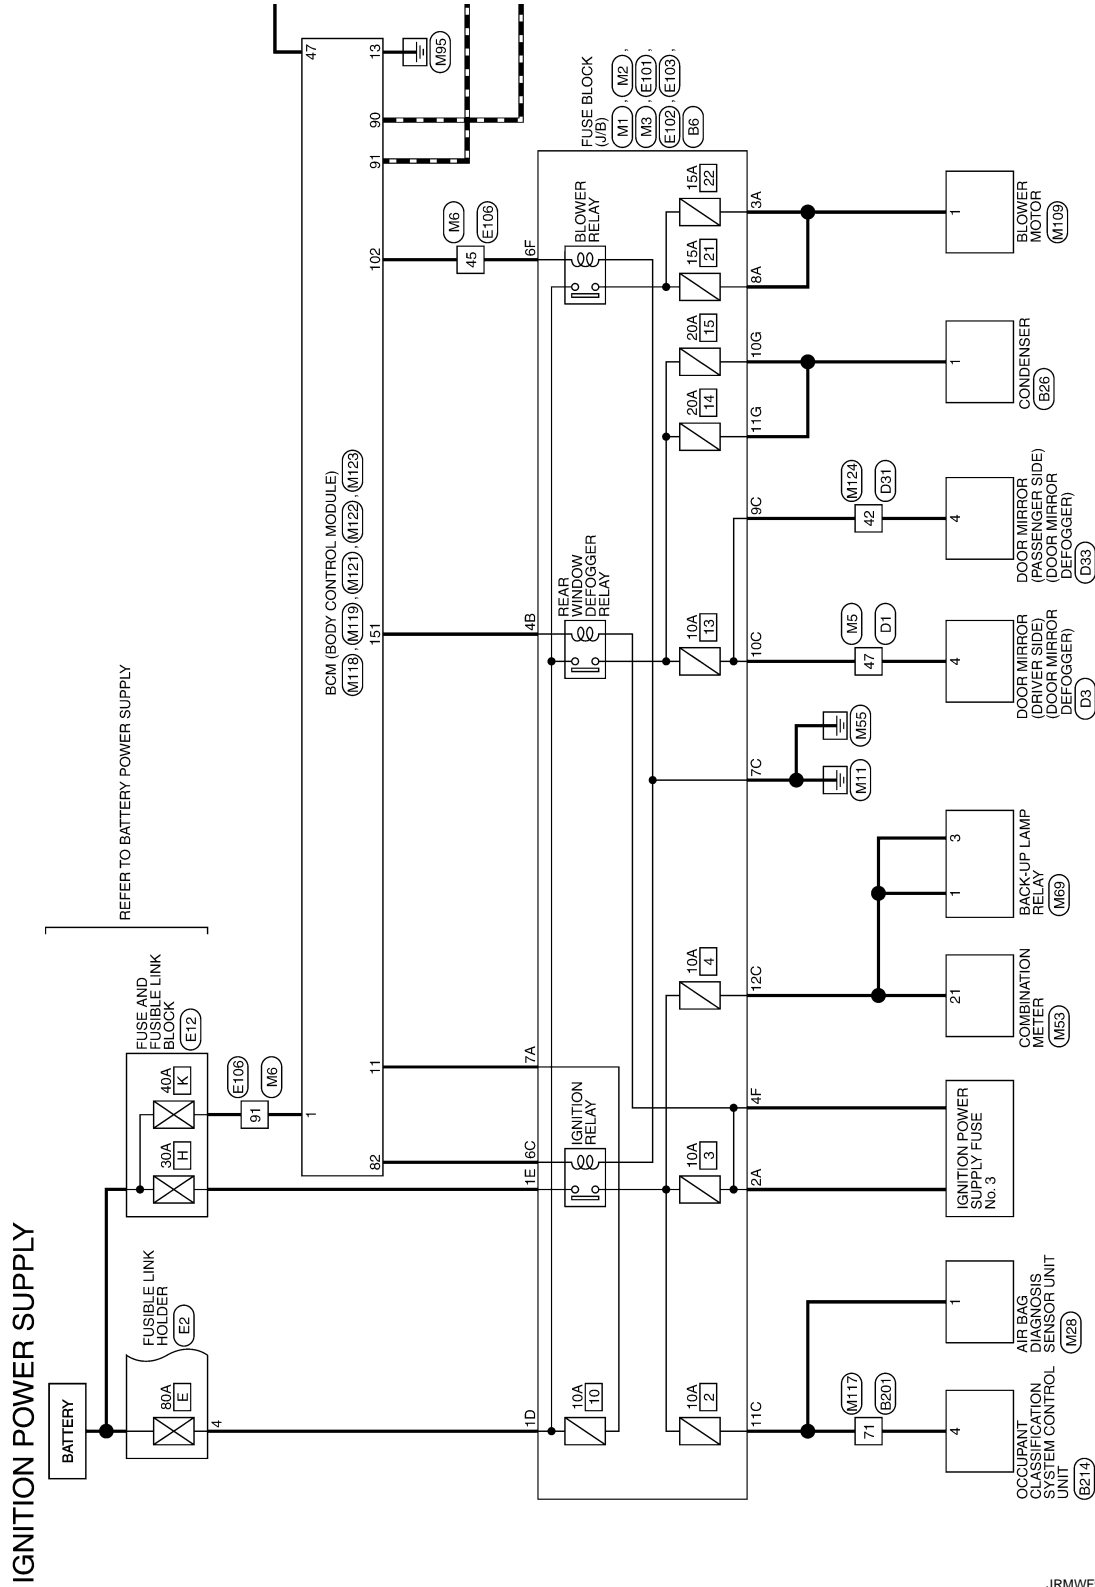 IGNITION POWER SUPPLY
BATTERY
REFER TO BATTERY POWER SUPPLY
80A
E
4
FUSIBLE LINK
HOLDER
E2
30A
H
40A
K
FUSE AND
FUSIBLE LINK
BLOCK
E12
91
E106
M6
1
47
BCM (BODY CONTROL MODULE)
M118 , M119 , M121 , M122 , M123
82
11
151
102
91
90
13
M95
45
M6
E106
1D
1E
6C
7A
4B
6F
FUSE BLOCK
(J/B)
M1 , M2 ,
M3 , E101 ,
E102 , E103 ,
B6
10A
10
IGNITION
RELAY
REAR
WINDOW
DEFOGGER
RELAY
BLOWER
RELAY
10A
2
10A
3
10A
4
10A
13
20A
14
20A
15
15A
21
15A
22
11C
2A
4F
12C
7C
10C
9C
11G
10G
8A
3A
M11
M55
71
M117
B201
47
M5
D1
42
M124
D31
4
OCCUPANT
CLASSIFICATION
SYSTEM CONTROL
UNIT
B214
1
AIR BAG
DIAGNOSIS
SENSOR UNIT
M28
IGNITION POWER
SUPPLY FUSE
No. 3
21
COMBINATION
METER
M53
1
3
BACK-UP LAMP
RELAY
M69
4
DOOR MIRROR
(DRIVER SIDE)
(DOOR MIRROR
DEFOGGER)
D3
4
DOOR MIRROR
(PASSENGER SIDE)
(DOOR MIRROR
DEFOGGER)
D33
1
CONDENSER
B26
1
BLOWER
MOTOR
M109